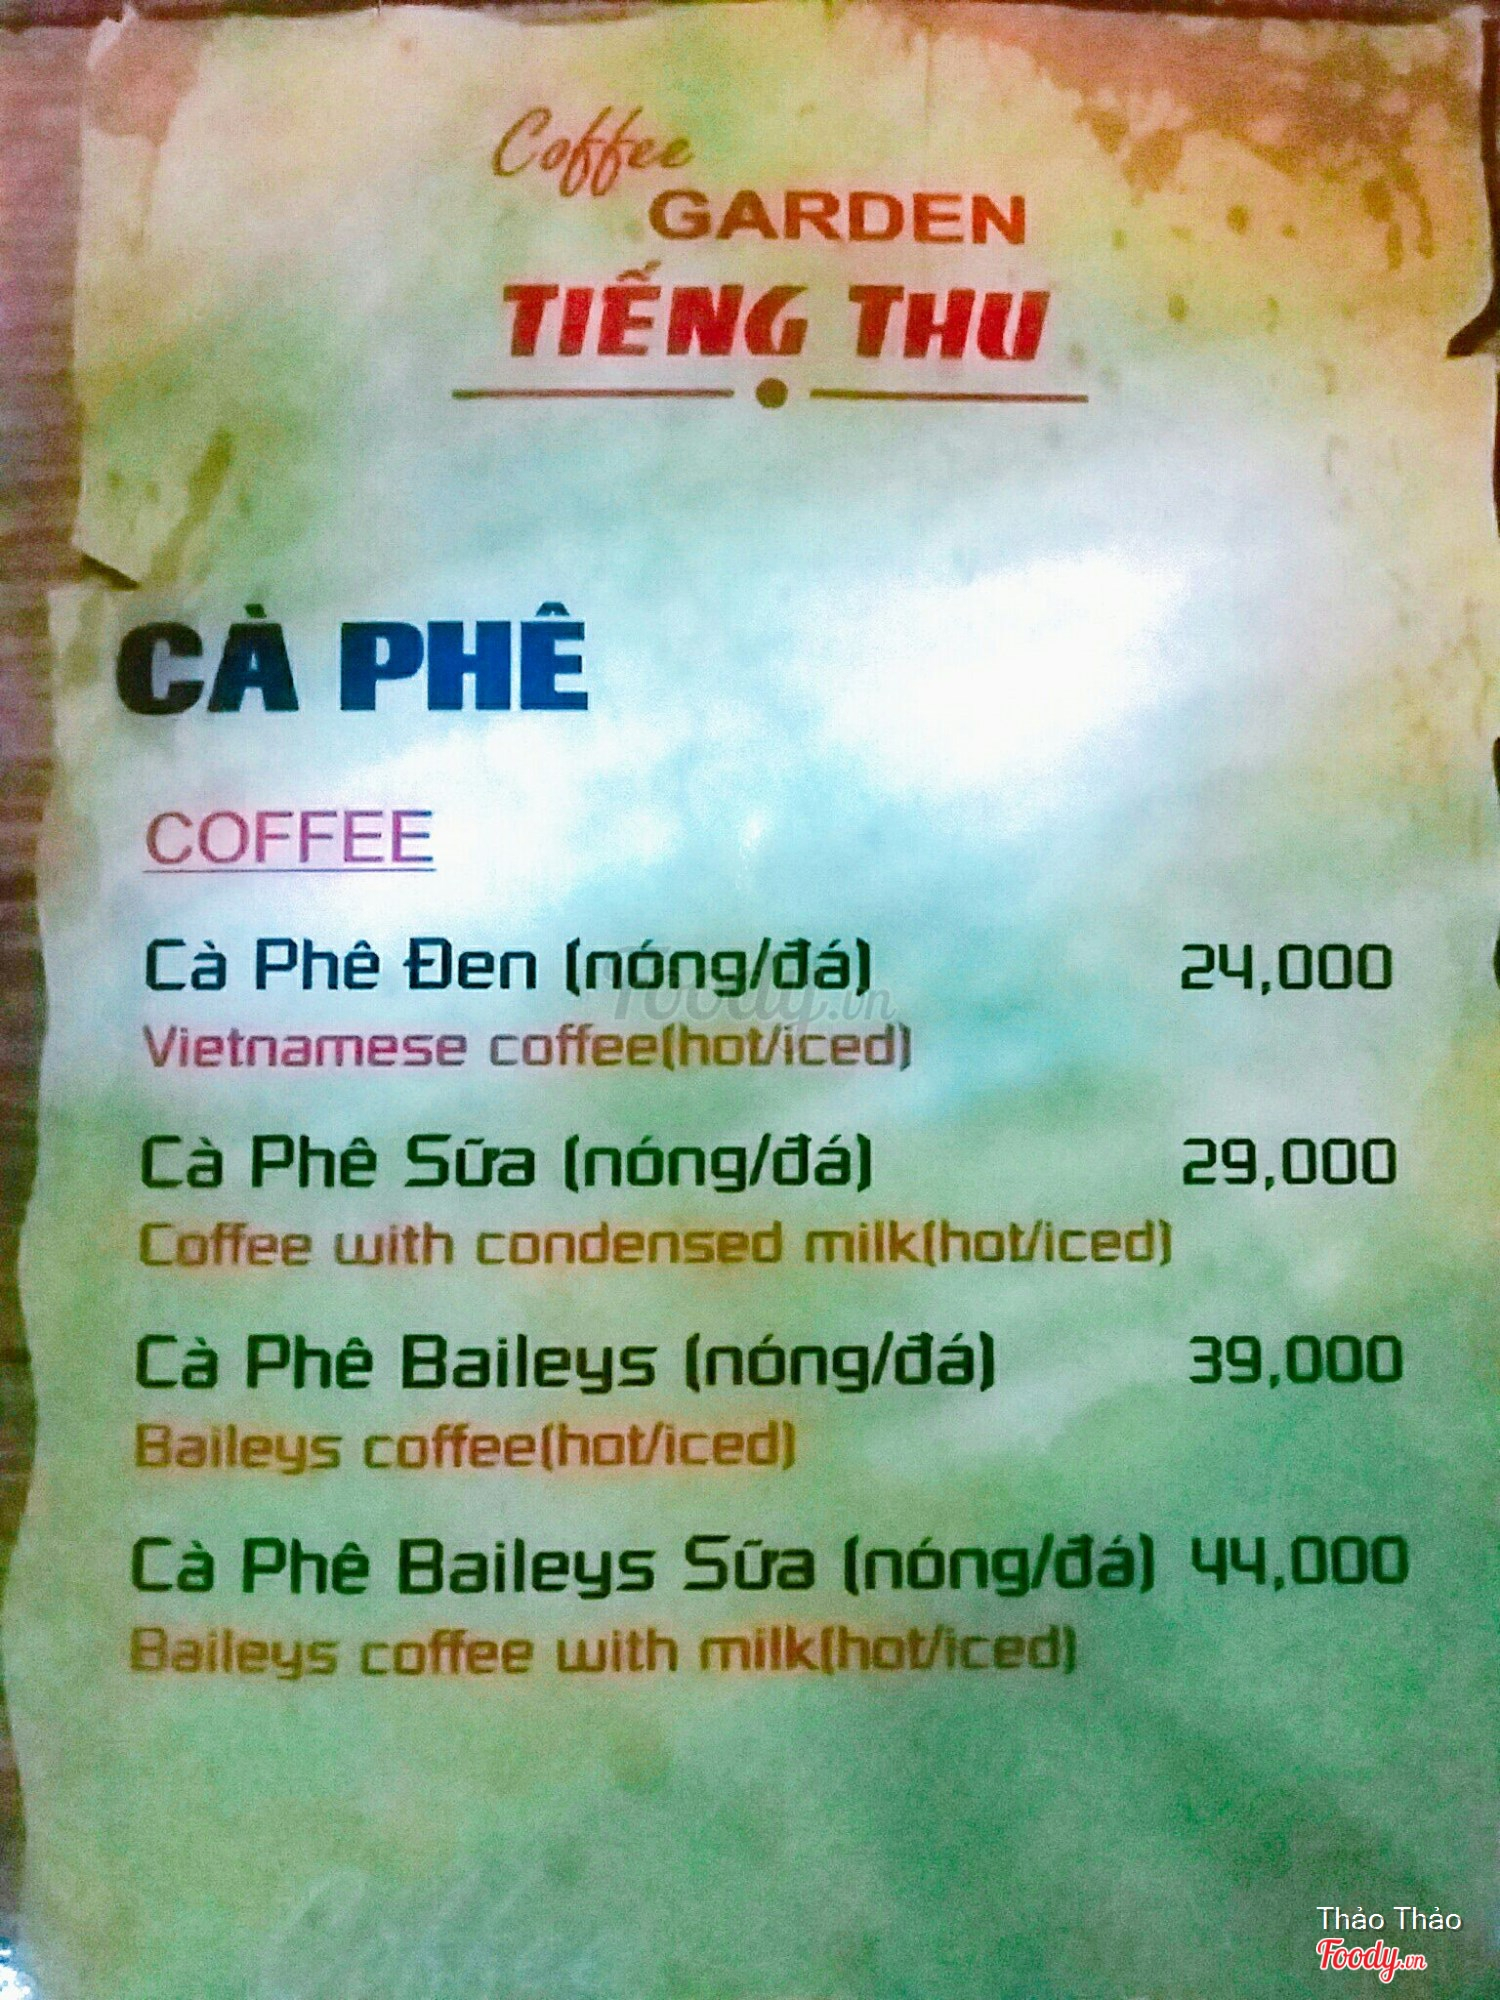 Coffee
GARDEN
TIẾNG THU
CÀ PHÊ
COFFEE
Cà Phê Đen (nóng/đá) 24,000
Vietnamese coffee(hot/iced)
Cà Phê Sữa (nóng/đá) 29,000
Coffee with condensed milk(hot/iced)
Cà Phê Baileys (nóng/đá) 39,000
Baileys coffee(hot/iced)
Cà Phê Baileys Sữa (nóng/đá) 44,000
Baileys coffee with milk(hot/iced)
Foody.vn
Thảo Thảo
Foody.vn